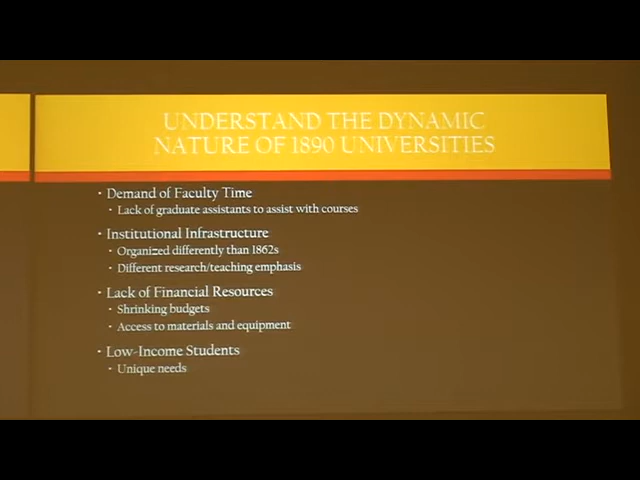 UNDERSTAND THE DYNAMIC
NATURE OF 1890 UNIVERSITIES
• Demand of Faculty Time
• Lack of graduate assistants to assist with courses
• Institutional Infrastructure
• Organized differently than 1862s
• Different research/teaching emphasis
• Lack of Financial Resources
• Shrinking budgets
• Access to materials and equipment
• Low-Income Students
• Unique needs